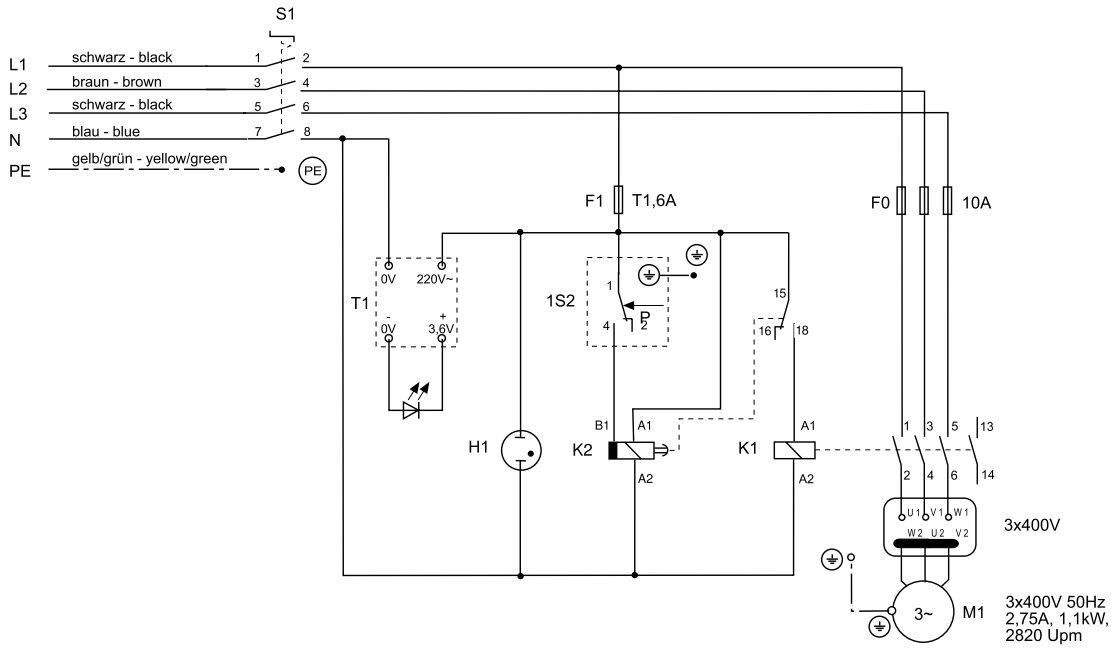 S1
L1 schwarz - black 1 2
L2 braun - brown 3 4
L3 schwarz - black 5 6
N blau - blue 7 8
PE gelb/grün - yellow/green PE
F1 T1,6A
F0 10A
0V 220V~
T1
- +
0V 3,6V
1S2
1
P
4 2
15
16 18
H1
B1 A1
K2
A2
K1
A1
A2
1 3 5 13
2 4 6 14
U1 V1 W1
W2 U2 V2
3x400V
3~
M1
3x400V 50Hz
2,75A, 1,1kW,
2820 Upm